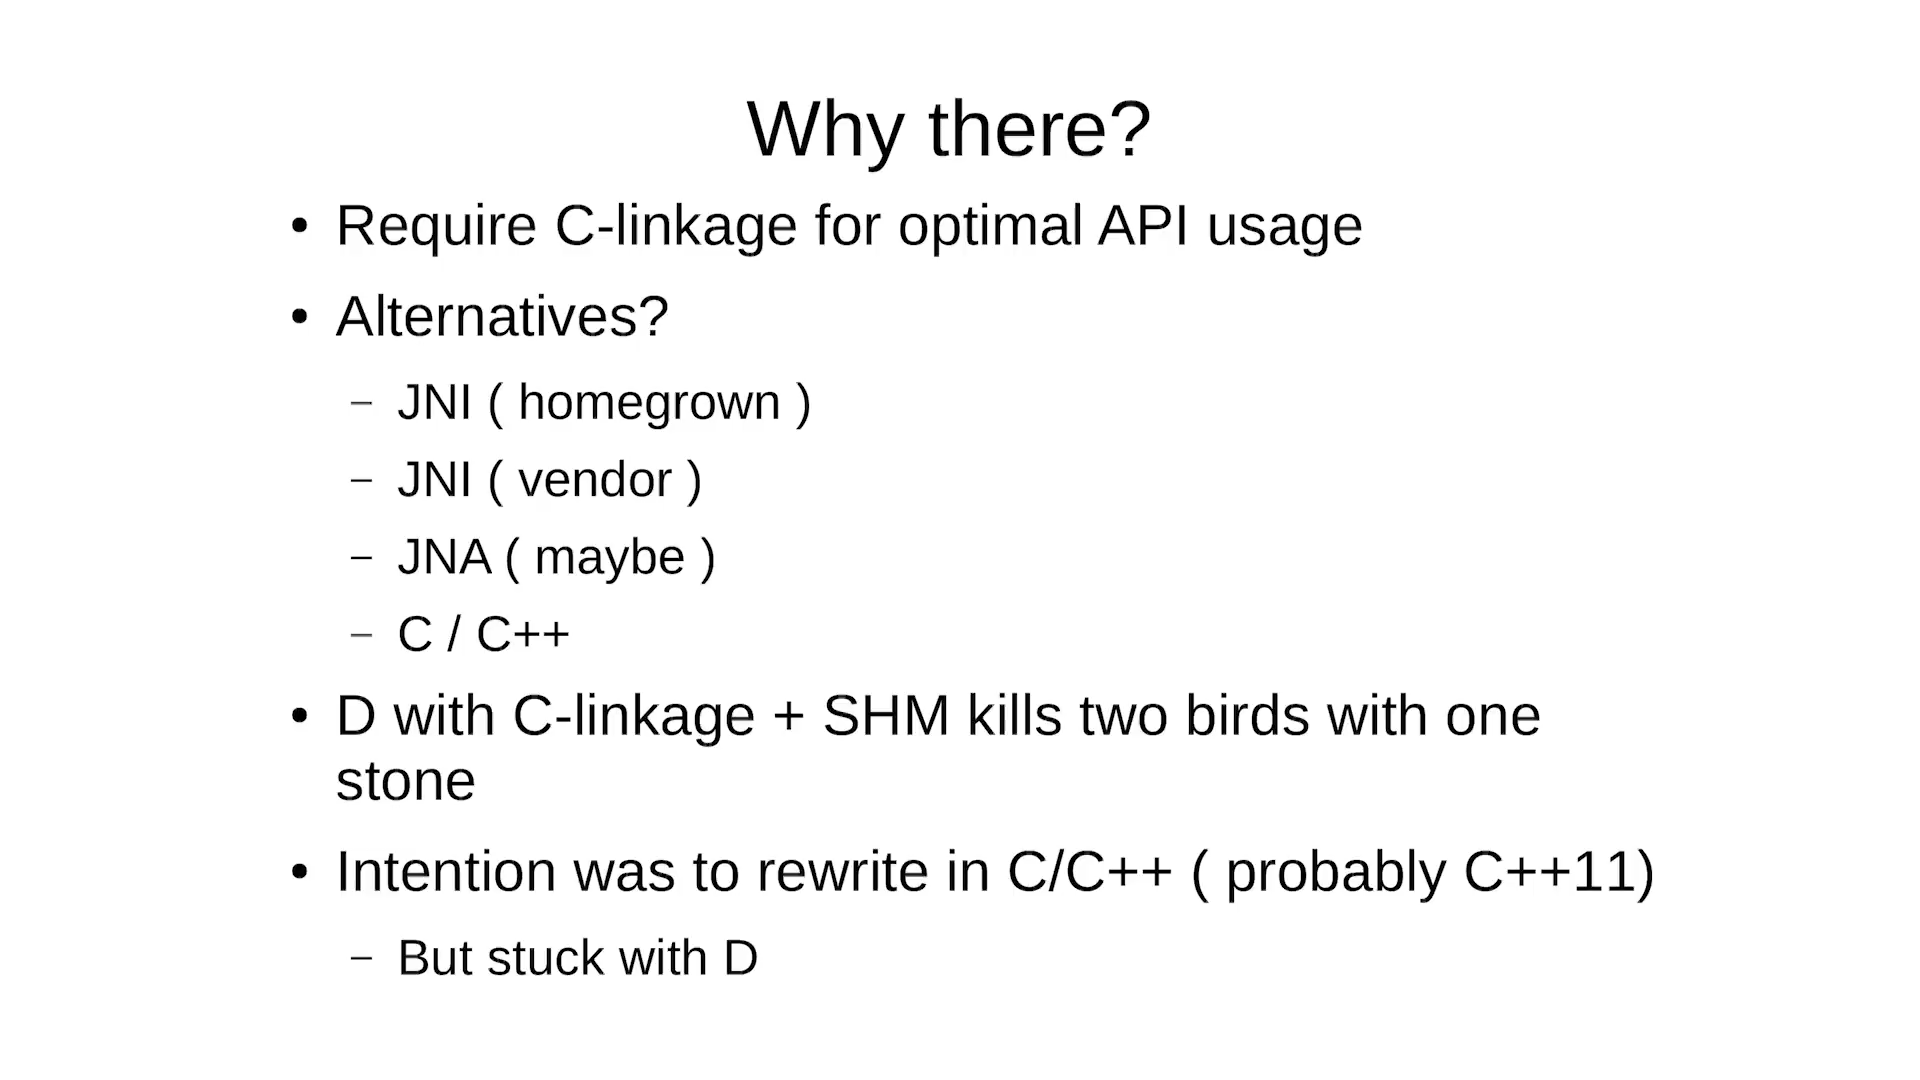 Why there?
• Require C-linkage for optimal API usage
• Alternatives?
– JNI ( homegrown )
– JNI ( vendor )
– JNA ( maybe )
– C / C++
• D with C-linkage + SHM kills two birds with one
stone
• Intention was to rewrite in C/C++ ( probably C++11)
– But stuck with D